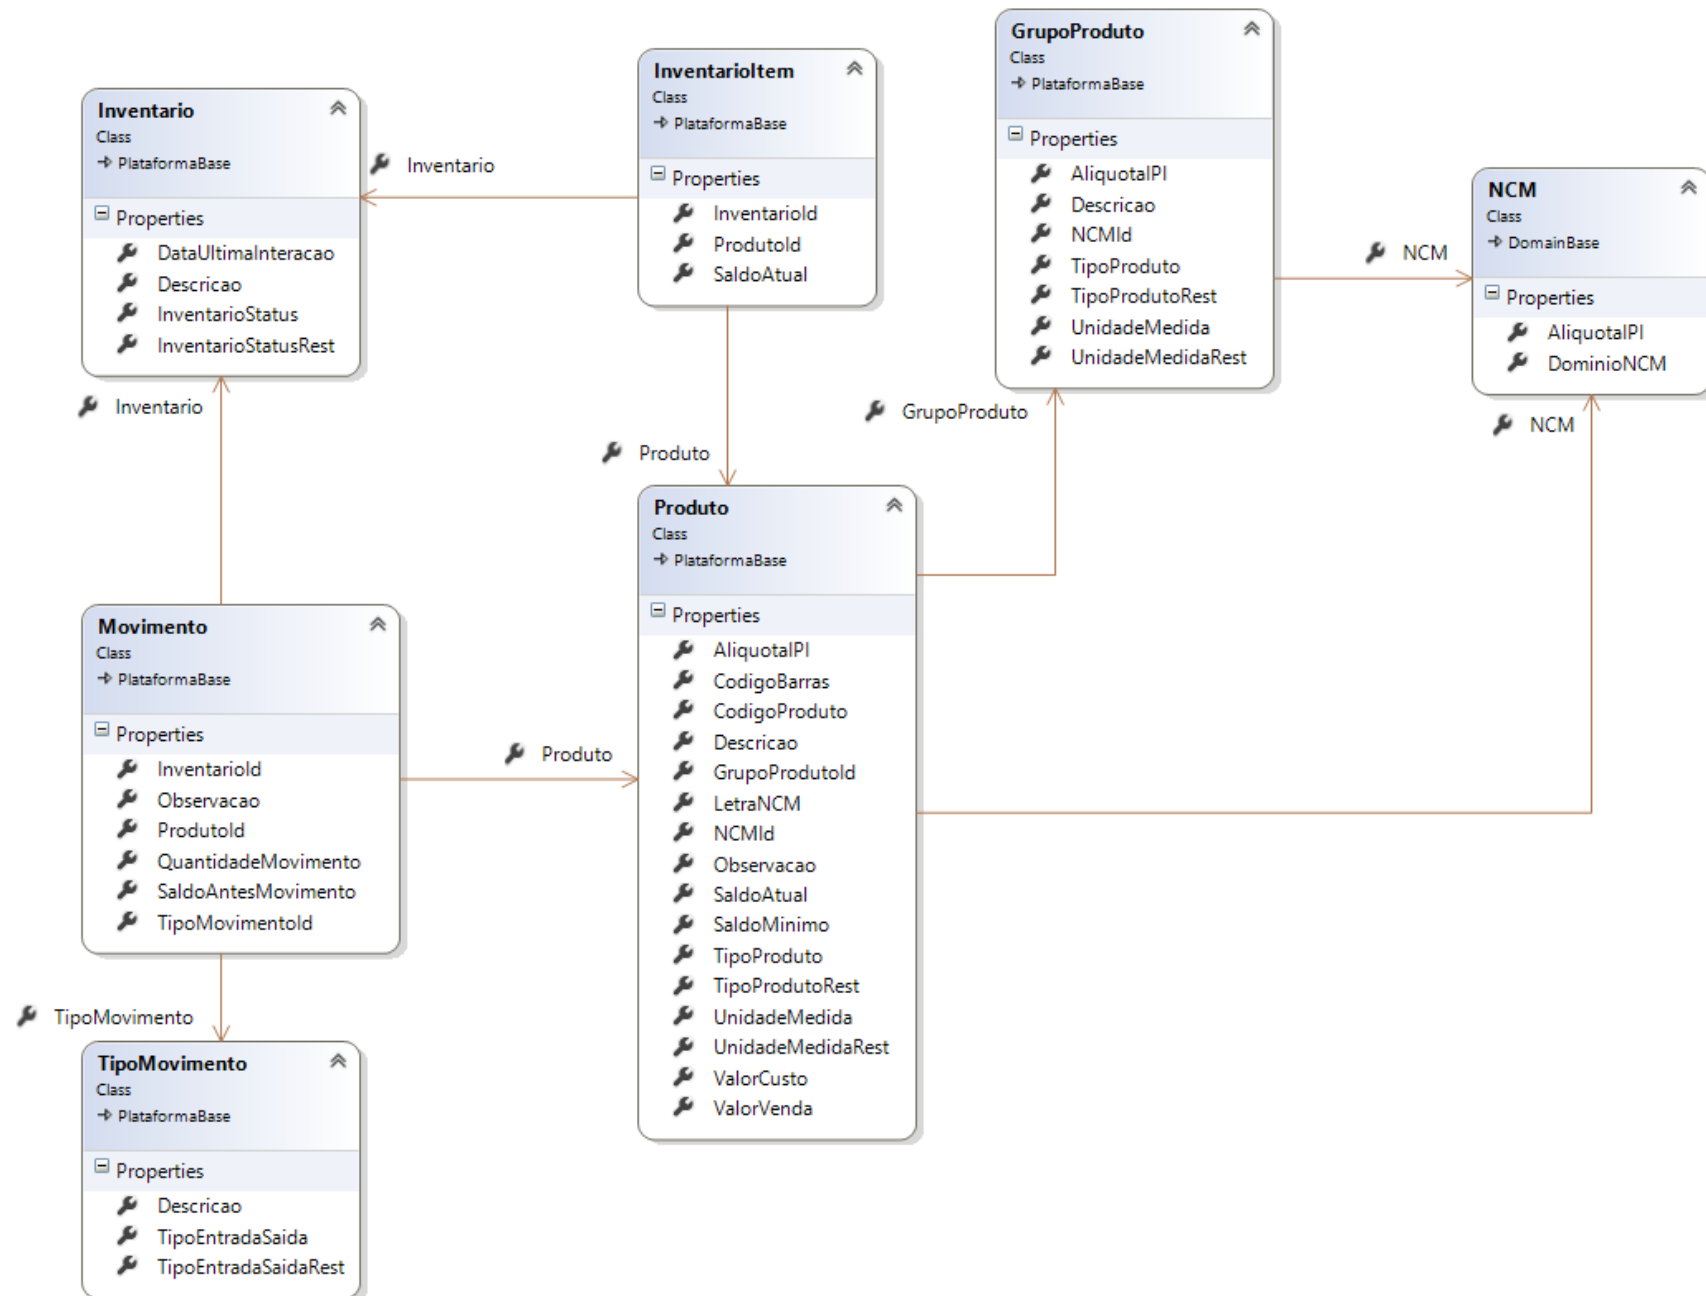 GrupoProduto
Class
PlataformaBase
Properties
AliquotaIPI
Descricao
NCMId
TipoProduto
TipoProdutoRest
UnidadeMedida
UnidadeMedidaRest
InventarioItem
Class
PlataformaBase
Properties
InventarioId
ProdutoId
SaldoAtual
Inventario
Class
PlataformaBase
Properties
DataUltimaInteracao
Descricao
InventarioStatus
InventarioStatusRest
Inventario
NCM
Class
DomainBase
Properties
AliquotaIPI
DominioNCM
NCM
NCM
Inventario
GrupoProduto
Produto
Produto
Class
PlataformaBase
Properties
AliquotaIPI
CodigoBarras
CodigoProduto
Descricao
GrupoProdutoId
LetraNCM
NCMId
Observacao
SaldoAtual
SaldoMinimo
TipoProduto
TipoProdutoRest
UnidadeMedida
UnidadeMedidaRest
ValorCusto
ValorVenda
Movimento
Class
PlataformaBase
Properties
InventarioId
Observacao
ProdutoId
QuantidadeMovimento
SaldoAntesMovimento
TipoMovimentoId
Produto
TipoMovimento
TipoMovimento
Class
PlataformaBase
Properties
Descricao
TipoEntradaSaida
TipoEntradaSaidaRest